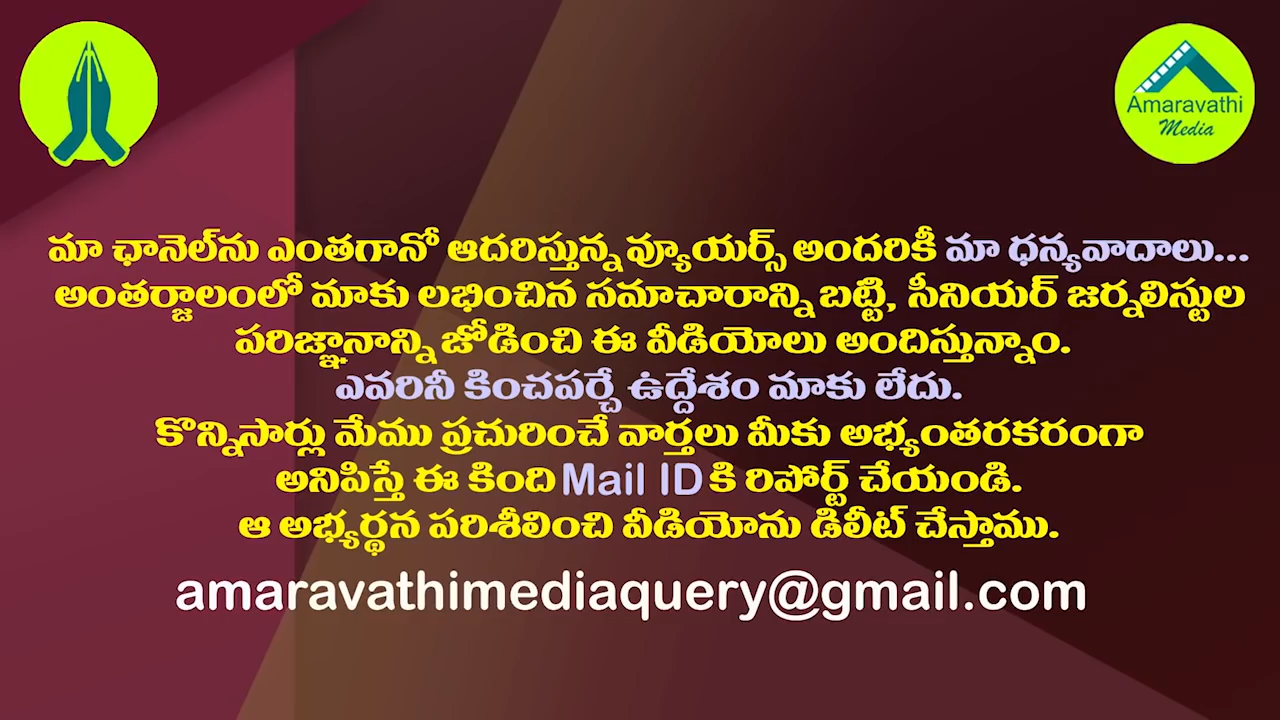 Amaravathi
Media
మా ఛానెల్‌ను ఎంతగానో ఆదరిస్తున్న వ్యూయర్స్ అందరికీ మా ధన్యవాదాలు...
అంతర్జాలంలో మాకు లభించిన సమాచారాన్ని బట్టి, సీనియర్ జర్నలిస్టుల
పరిజ్ఞానాన్ని జోడించి ఈ వీడియోలు అందిస్తున్నాం.
ఎవరినీ కించపర్చే ఉద్దేశం మాకు లేదు.
కొన్నిసార్లు మేము ప్రచురించే వార్తలు మీకు అభ్యంతరకరంగా
అనిపిస్తే ఈ కింది Mail ID కి రిపోర్ట్ చేయండి.
ఆ అభ్యర్థన పరిశీలించి వీడియోను డిలీట్ చేస్తాము.
amaravathimediaquery@gmail.com